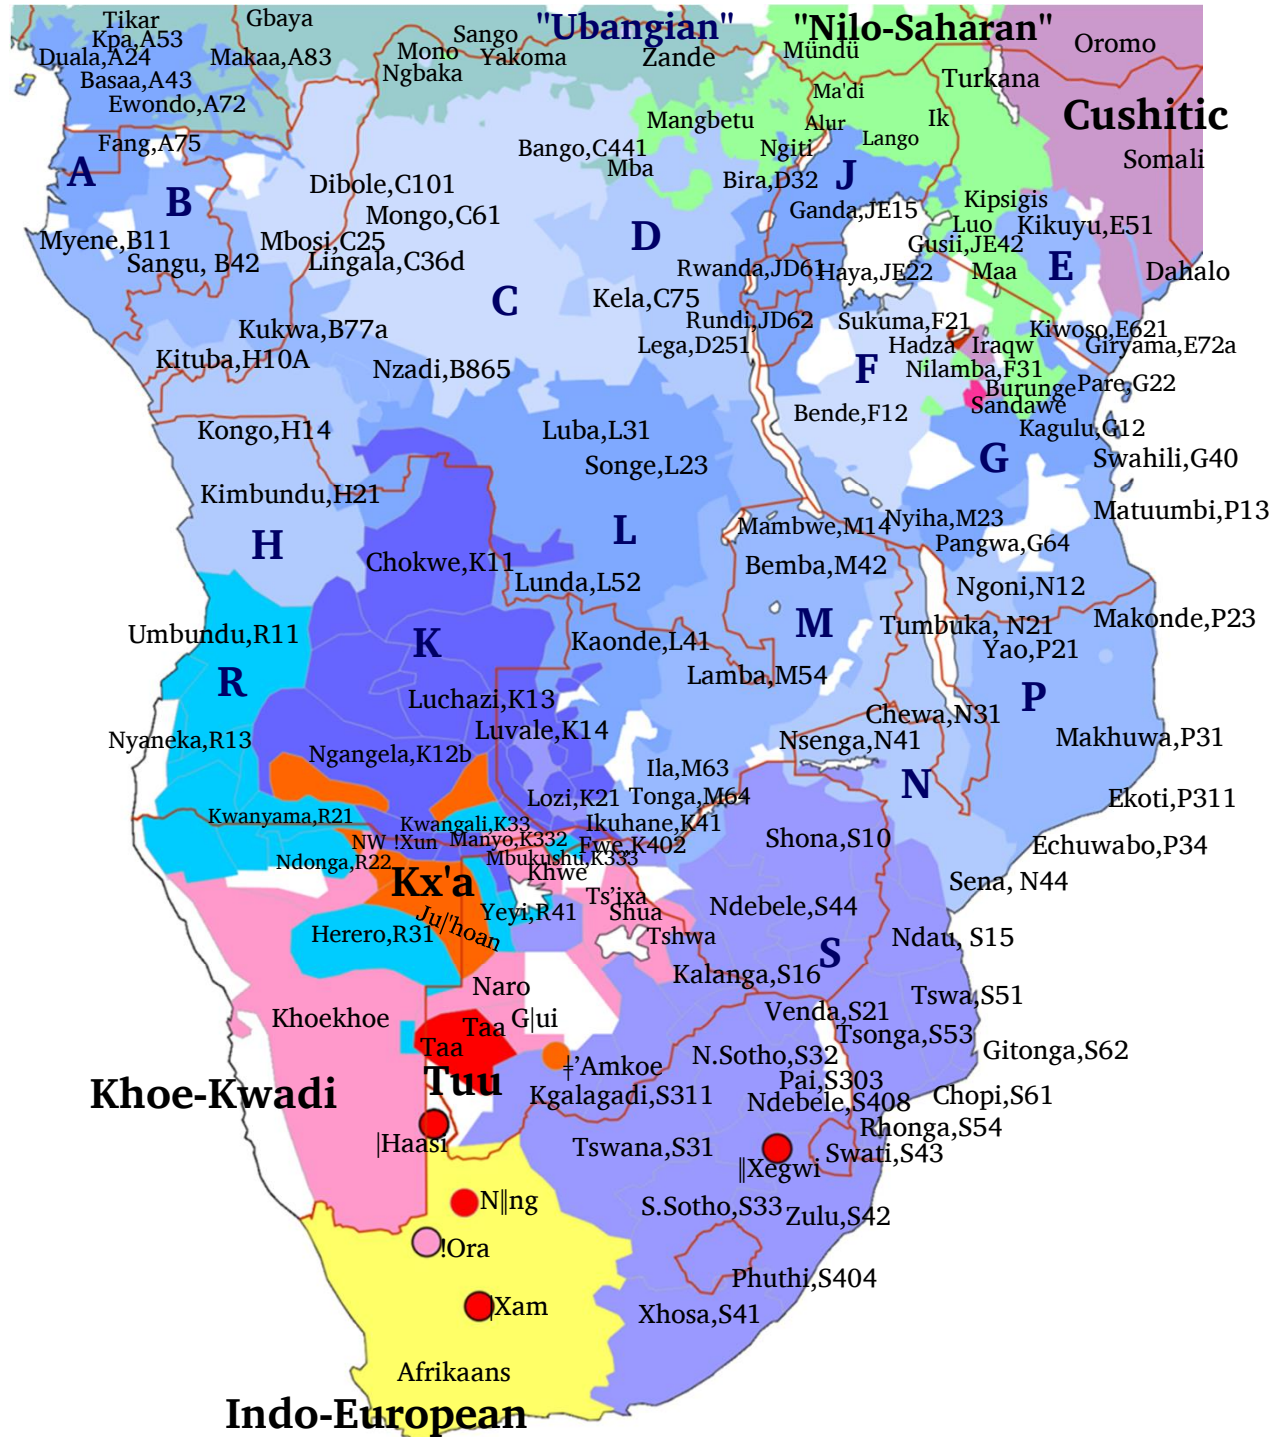 Tikar
Gbaya
"Ubangian"
"Nilo-Saharan"
Kpa,A53
Sango
Oromo
Duala,A24
Makaa,A83
Mono
Yakoma
Zande
Mündü
Ngbaka
Basaa,A43
Turkana
Ewondo,A72
Ma'di
Cushitic
Mangbetu
Alur
Ik
Lango
Fang,A75
Bango,C441
Ngiti
Somali
Mba
A
Bira,D32
J
Dibole,C101
B
Kipsigis
Mongo,C61
Ganda,JE15
Luo
Kikuyu,E51
D
Myene,B11
Mbosi,C25
Gusii,JE42
Sangu, B42
Lingala,C36d
Rwanda,JD61
Haya,JE22
Maa
E
Dahalo
C
Kela,C75
Kukwa,B77a
Rundi,JD62
Sukuma,F21
Kiwoso,E621
Lega,D251
Hadza
Iraqw
Giryama,E72a
Kituba,H10A
Nzadi,B865
F
Nilamba,F31
Burunge
Pare,G22
Sandawe
Bende,F12
Kongo,H14
Luba,L31
Kagulu,G12
G
Swahili,G40
Songe,L23
Kimbundu,H21
Matuumbi,P13
Mambwe,M14
Nyiha,M23
H
L
Pangwa,G64
Chokwe,K11
Bemba,M42
Lunda,L52
Ngoni,N12
Umbundu,R11
K
Kaonde,L41
M
Tumbuka, N21
Makonde,P23
Yao,P21
R
Lamba,M54
Luchazi,K13
P
Chewa,N31
Nyaneka,R13
Luvale,K14
Nsenga,N41
Makhuwa,P31
Ngangela,K12b
Ila,M63
N
Lozi,K21
Tonga,M64
Ekoti,P311
Kwanyama,R21
Kwangali,K33
Ikuhane,K41
NW !Xun
Manyo,K332
Fwe,K402
Shona,S10
Echuwabo,P34
Ndonga,R22
Mbukushu,K333
Khwe
Kx'a
Sena, N44
Ts'ixa
Ju|'hoan
Yeyi,R41
Shua
Ndebele,S44
Herero,R31
Tshwa
S
Ndau, S15
Kalanga,S16
Naro
Tswa,S51
Khoekhoe
Taa
G|ui
Venda,S21
Tsonga,S53
Taa
N.Sotho,S32
Gitonga,S62
ǂ’Amkoe
Tuu
Pai,S303
Khoe-Kwadi
Kgalagadi,S311
Ndebele,S408
Chopi,S61
Rhonga,S54
|Haasi
Tswana,S31
Swati,S43
ǁXegwi
Nǁng
S.Sotho,S33
Zulu,S42
!Ora
Phuthi,S404
|Xam
Xhosa,S41
Afrikaans
Indo-European